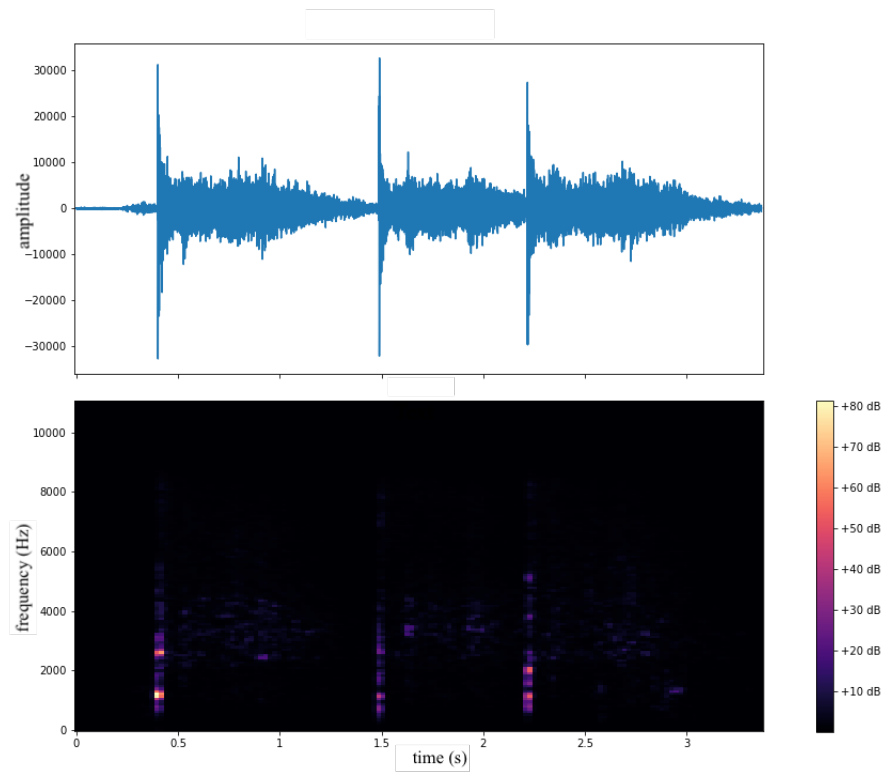 30000
20000
10000
0
−10000
−20000
−30000
amplitude
10000
8000
6000
4000
2000
0
frequency (Hz)
0
0.5
1
1.5
2
2.5
3
time (s)
+80 dB
+70 dB
+60 dB
+50 dB
+40 dB
+30 dB
+20 dB
+10 dB